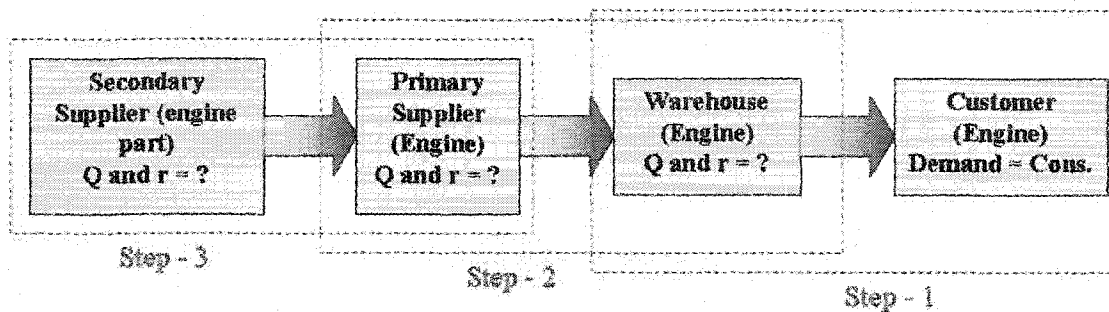 Secondary
Supplier (engine
part)
Q and r = ?
Primary
Supplier
(Engine)
Q and r = ?
Warehouse
(Engine)
Q and r = ?
Customer
(Engine)
Demand = Cons.
Step - 3
Step - 2
Step - 1